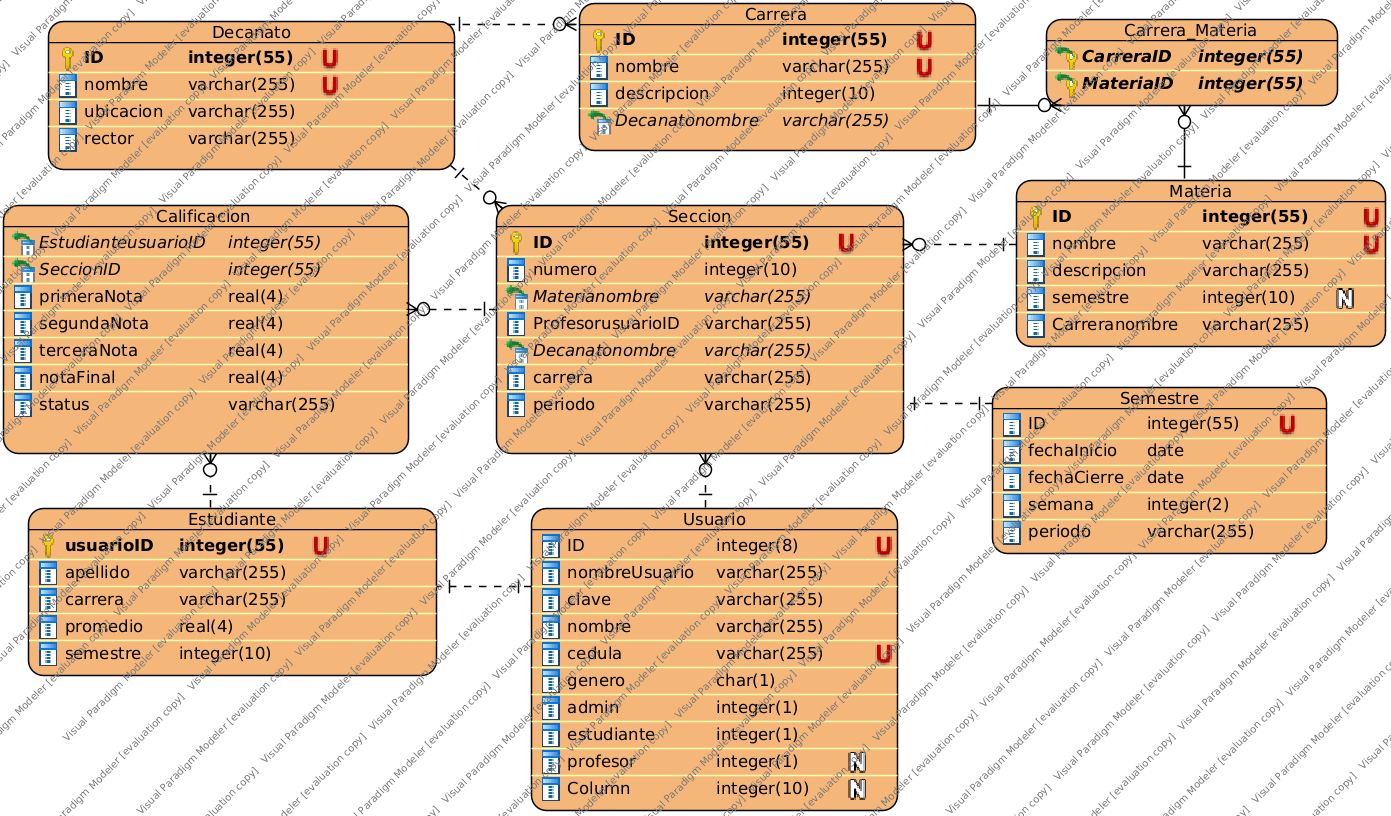 Decanato
ID integer(55) U
nombre varchar(255) U
ubicacion varchar(255)
rector varchar(255)
Carrera
ID integer(55) U
nombre varchar(255) U
descripcion integer(10)
Decanatonombre varchar(255)
Carrera_Materia
CarreraID integer(55)
MateriaID integer(55)
Calificacion
EstudianteusuarioID integer(55)
SeccionID integer(55)
primeraNota real(4)
segundaNota real(4)
terceraNota real(4)
notaFinal real(4)
status varchar(255)
Seccion
ID integer(55) U
numero integer(10)
Materianombre varchar(255)
ProfesorusuarioID varchar(255)
Decanatonombre varchar(255)
carrera varchar(255)
periodo varchar(255)
Materia
ID integer(55) U
nombre varchar(255) U
descripcion varchar(255)
semestre integer(10) N
Carreranombre varchar(255)
Semestre
ID integer(55) U
fechaInicio date
fechaCierre date
semana integer(2)
periodo varchar(255)
Estudiante
usuarioID integer(55) U
apellido varchar(255)
carrera varchar(255)
promedio real(4)
semestre integer(10)
Usuario
ID integer(8) U
nombreUsuario varchar(255)
clave varchar(255)
nombre varchar(255)
cedula varchar(255) U
genero char(1)
admin integer(1)
estudiante integer(1)
profesor integer(1) N
Column integer(10) N
Visual Paradigm Modeler [evaluation copy]